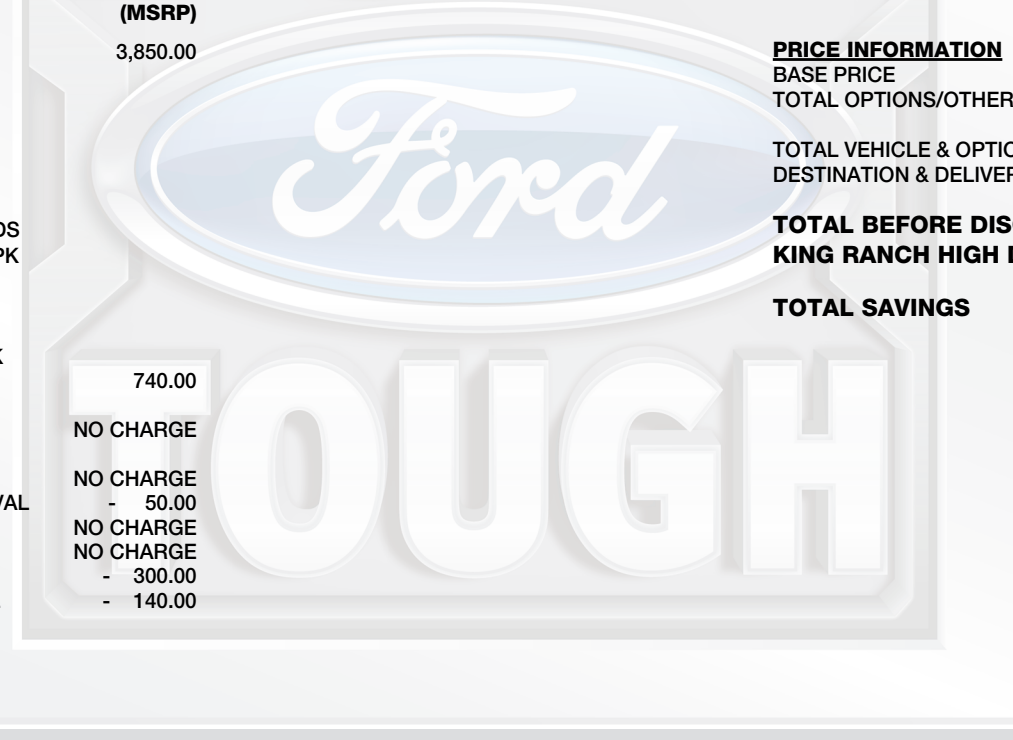 (MSRP)
3,850.00
DS
PK
K
740.00
NO CHARGE
NO CHARGE
VAL - 50.00
NO CHARGE
NO CHARGE
- 300.00
- 140.00
PRICE INFORMATION
BASE PRICE
TOTAL OPTIONS/OTHER
TOTAL VEHICLE & OPTIO
DESTINATION & DELIVER
TOTAL BEFORE DIS
KING RANCH HIGH
TOTAL SAVINGS
Ford
TOUGH